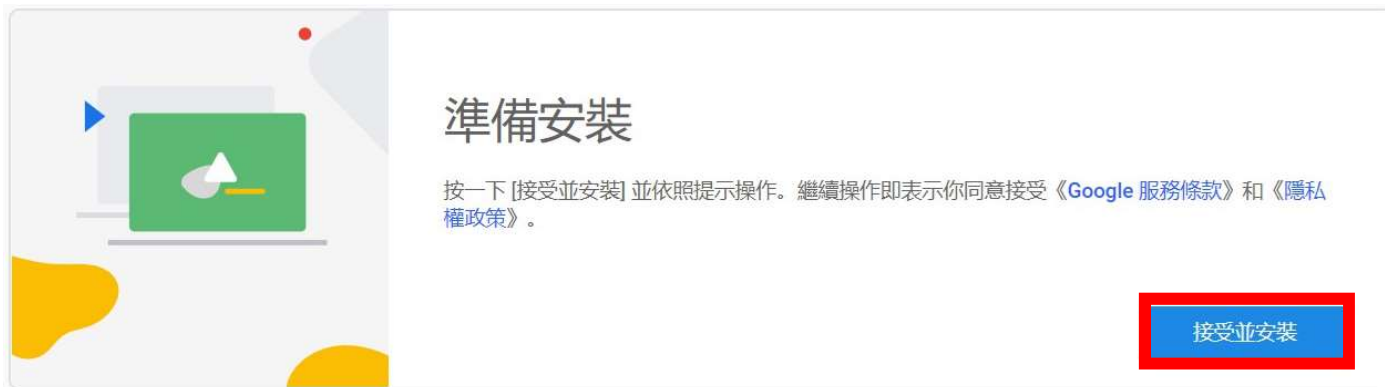 準備安裝
按一下 [接受並安裝] 並依照提示操作。繼續操作即表示你同意接受《Google 服務條款》和《隱私
權政策》。
接受並安裝